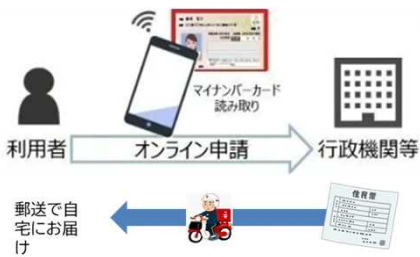 マイナンバーカード
読み取り
利用者
オンライン申請
行政機関等
郵送で自
宅にお届
け
住民票